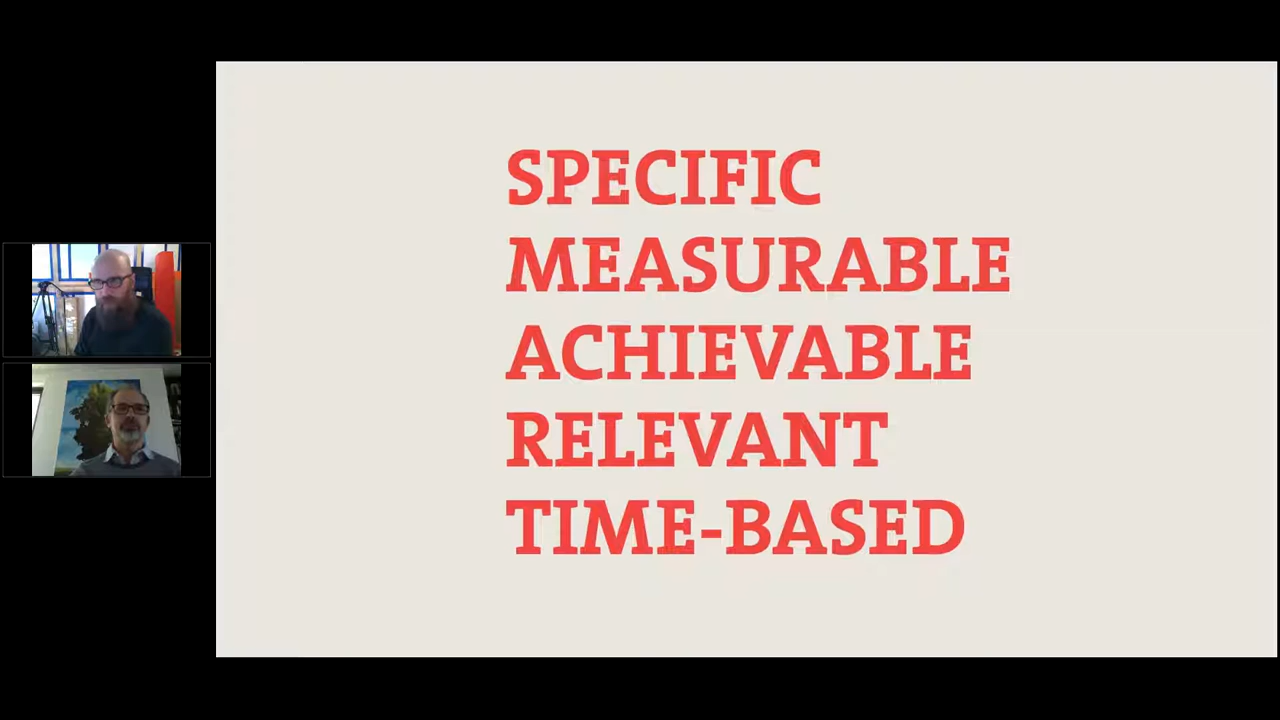 SPECIFIC
MEASURABLE
ACHIEVABLE
RELEVANT
TIME-BASED